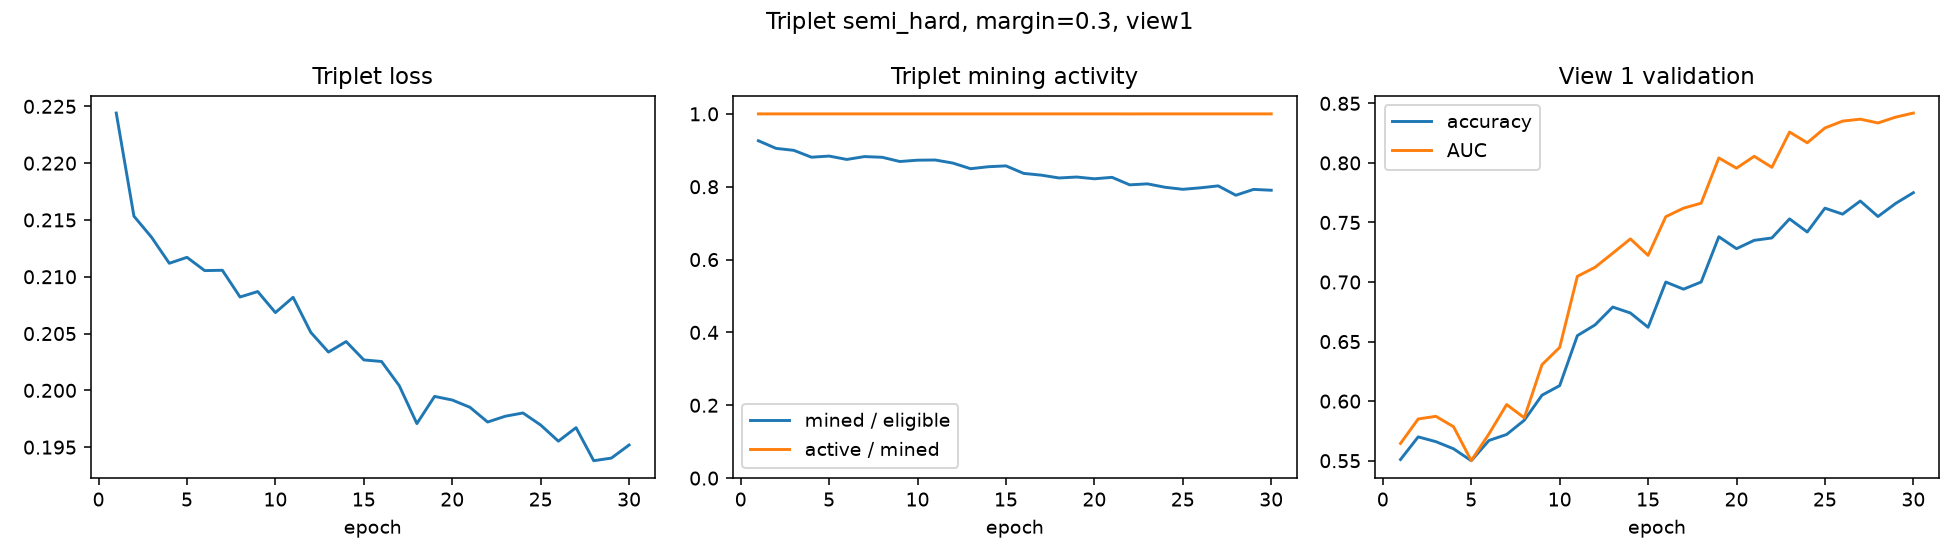 Triplet semi_hard, margin=0.3, view1
Triplet loss
0.225
0.220
0.215
0.210
0.205
0.200
0.195
0 5 10 15 20 25 30
epoch
Triplet mining activity
1.0
0.8
0.6
0.4
0.2
0.0
mined / eligible
active / mined
0 5 10 15 20 25 30
epoch
View 1 validation
accuracy
AUC
0.85
0.80
0.75
0.70
0.65
0.60
0.55
0 5 10 15 20 25 30
epoch